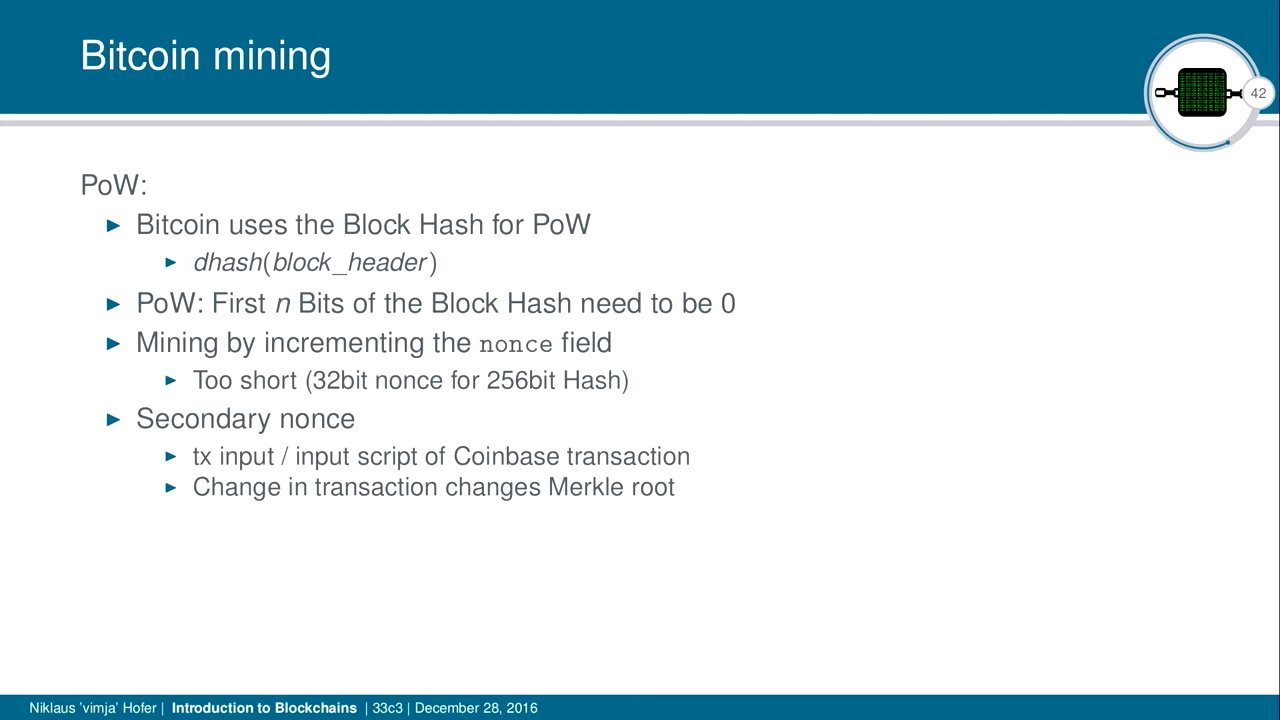 Bitcoin mining
42
PoW:
Bitcoin uses the Block Hash for PoW
dhash(block_header)
PoW: First n Bits of the Block Hash need to be 0
Mining by incrementing the nonce field
Too short (32bit nonce for 256bit Hash)
Secondary nonce
tx input / input script of Coinbase transaction
Change in transaction changes Merkle root
Niklaus 'vimja' Hofer | Introduction to Blockchains | 33c3 | December 28, 2016